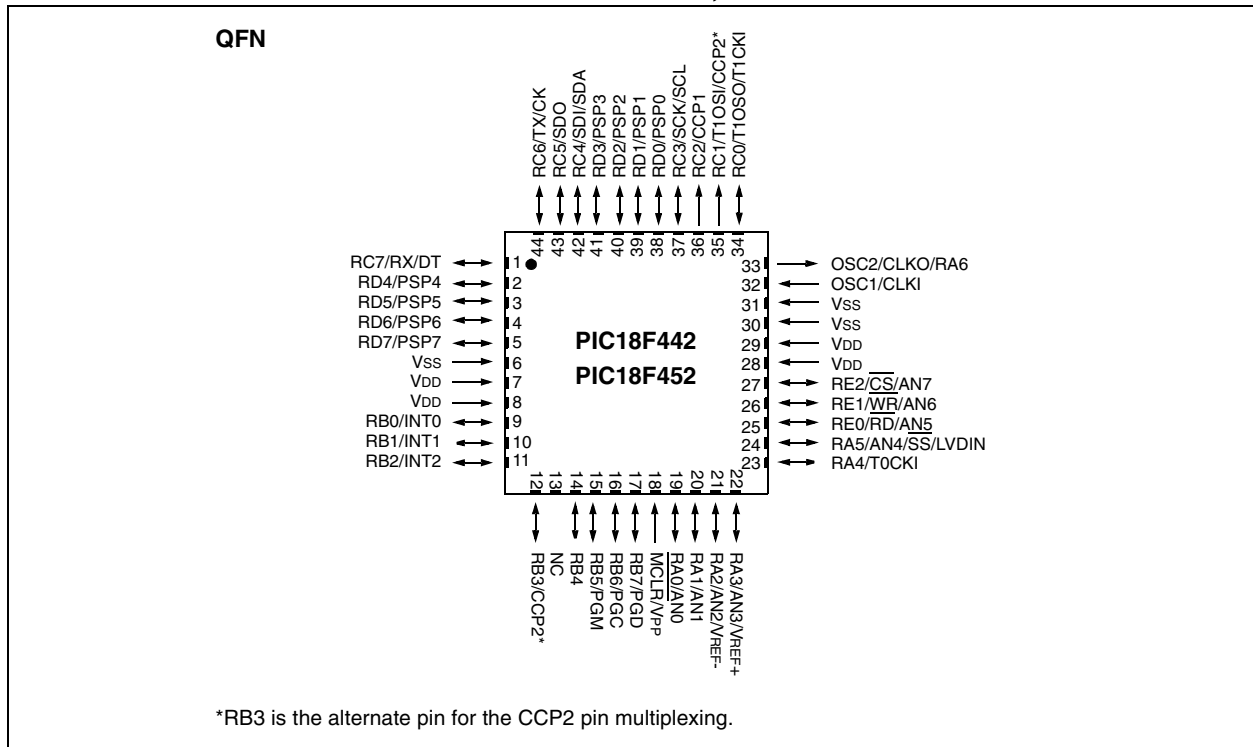 QFN
RC6/TX/CK
RC5/SDO
RC4/SDI/SDA
RD3/PSP3
RD2/PSP2
RD1/PSP1
RD0/PSP0
RC3/SCK/SCL
RC2/CCP1
RC1/T1OSI/CCP2*
RC0/T1OSO/T1CKI
44
43
42
41
40
39
38
37
36
35
34
RC7/RX/DT 1
RD4/PSP4 2
RD5/PSP5 3
RD6/PSP6 4
RD7/PSP7 5
VSS 6
VDD 7
VDD 8
RB0/INT0 9
RB1/INT1 10
RB2/INT2 11
PIC18F442
PIC18F452
33 OSC2/CLKO/RA6
32 OSC1/CLKI
31 VSS
30 VSS
29 VDD
28 VDD
27 RE2/CS/AN7
26 RE1/WR/AN6
25 RE0/RD/AN5
24 RA5/AN4/SS/LVDIN
23 RA4/T0CKI
12
13
14
15
16
17
18
19
20
21
22
RB3/CCP2*
NC
RB4
RB5/PGM
RB6/PGC
RB7/PGD
MCLR/VPP
RA0/AN0
RA1/AN1
RA2/AN2/VREF-
RA3/AN3/VREF+
*RB3 is the alternate pin for the CCP2 pin multiplexing.